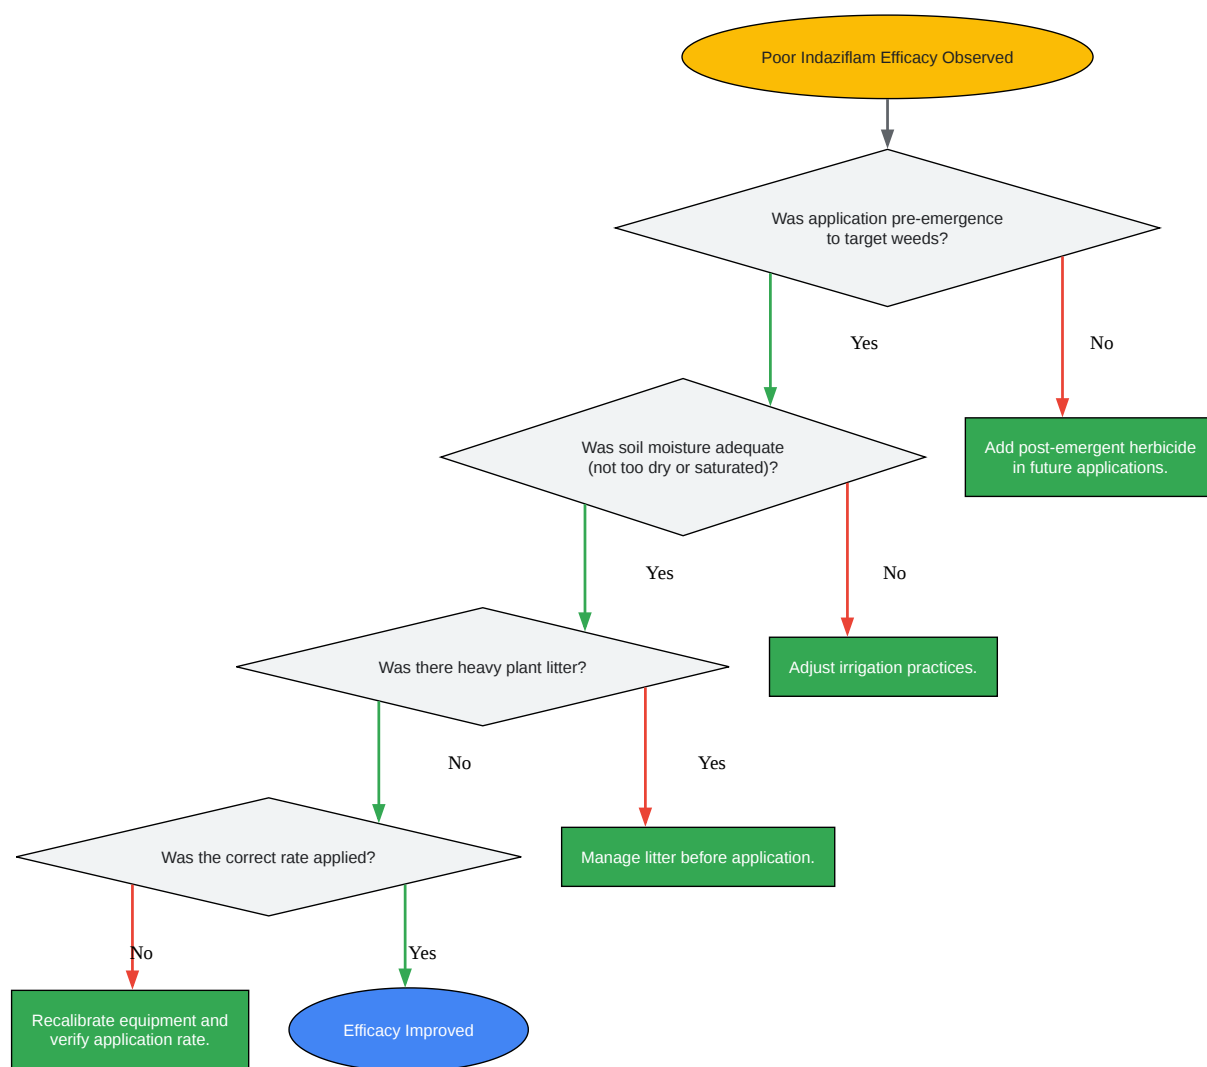 Poor Indaziflam Efficacy Observed
Was application pre-emergence
to target weeds?
Yes
No
Was soil moisture adequate
(not too dry or saturated)?
Add post-emergent herbicide
in future applications.
Yes
No
Was there heavy plant litter?
Adjust irrigation practices.
No
Yes
Was the correct rate applied?
Manage litter before application.
No
Yes
Recalibrate equipment and
verify application rate.
Efficacy Improved